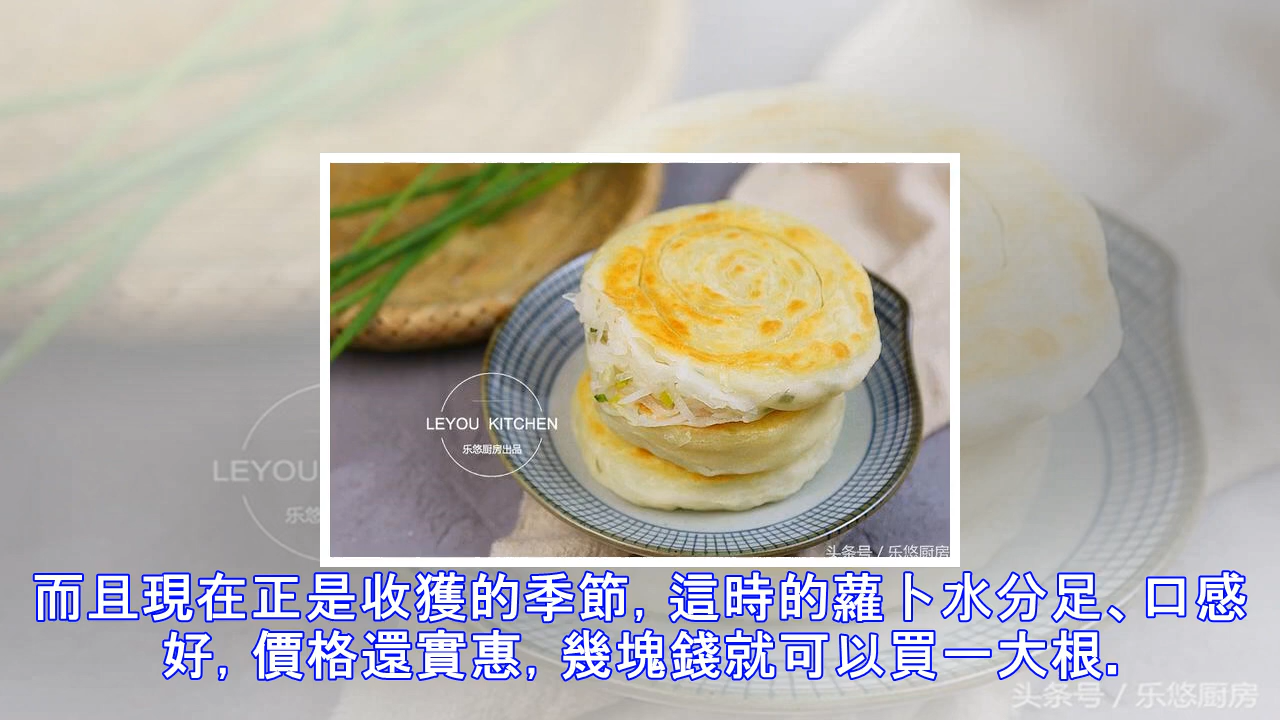 LEYOU KITCHEN
乐悠厨房出品
头条号 / 乐悠厨房
LEYOU
乐悠
而且現在正是收獲的季節, 這時的蘿卜水分足、口感
好, 價格還實惠, 幾塊錢就可以買一大根.
头条号 / 乐悠厨房